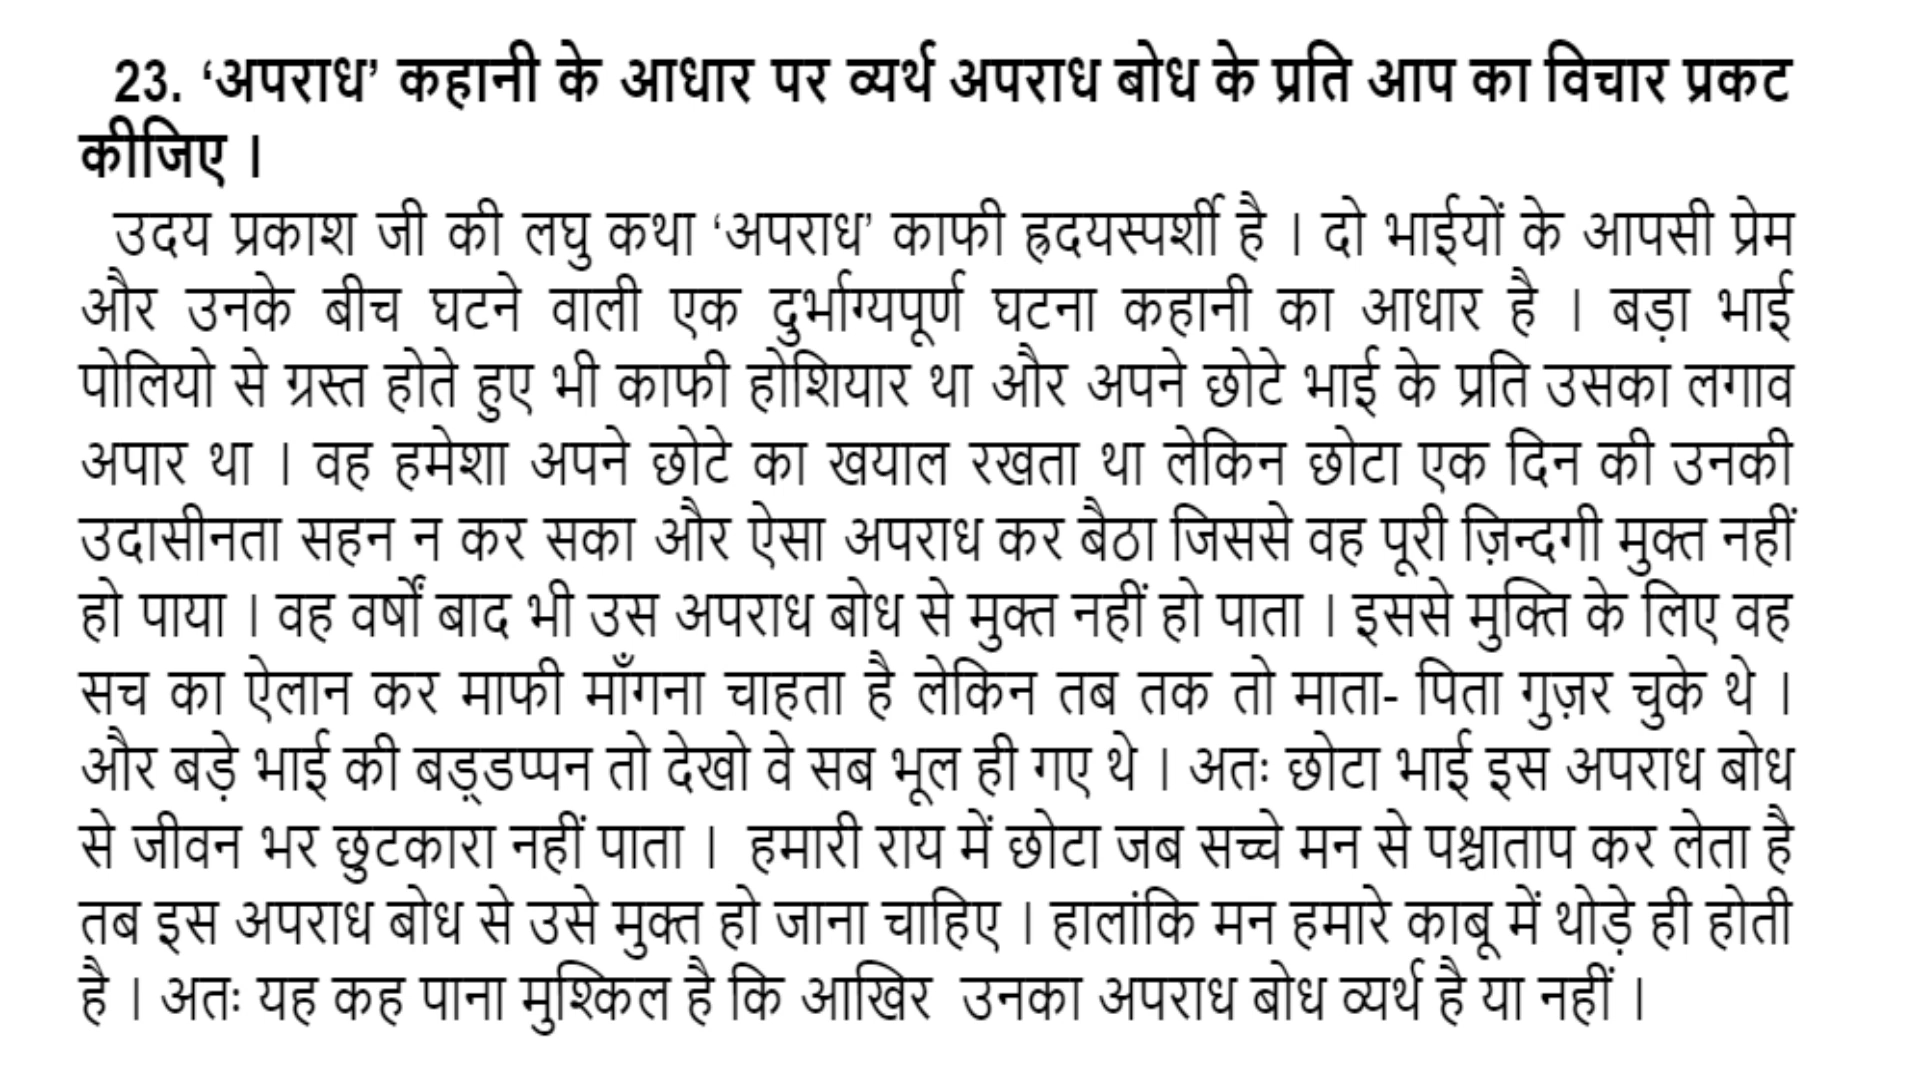 23. ‘अपराध’ कहानी के आधार पर व्यर्थ अपराध बोध के प्रति आप का विचार प्रकट
कीजिए ।
उदय प्रकाश जी की लघु कथा ‘अपराध’ काफी ह्रदयस्पर्शी है । दो भाईयों के आपसी प्रेम
और उनके बीच घटने वाली एक दुर्भाग्यपूर्ण घटना कहानी का आधार है । बड़ा भाई
पोलियो से ग्रस्त होते हुए भी काफी होशियार था और अपने छोटे भाई के प्रति उसका लगाव
अपार था । वह हमेशा अपने छोटे का खयाल रखता था लेकिन छोटा एक दिन की उनकी
उदासीनता सहन न कर सका और ऐसा अपराध कर बैठा जिससे वह पूरी ज़िन्दगी मुक्त नहीं
हो पाया । वह वर्षों बाद भी उस अपराध बोध से मुक्त नहीं हो पाता । इससे मुक्ति के लिए वह
सच का ऐलान कर माफी माँगना चाहता है लेकिन तब तक तो माता- पिता गुज़र चुके थे ।
और बड़े भाई की बड़्डप्पन तो देखो वे सब भूल ही गए थे । अतः छोटा भाई इस अपराध बोध
से जीवन भर छुटकारा नहीं पाता । हमारी राय में छोटा जब सच्चे मन से पश्चाताप कर लेता है
तब इस अपराध बोध से उसे मुक्त हो जाना चाहिए । हालांकि मन हमारे काबू में थोड़े ही होती
है । अतः यह कह पाना मुश्किल है कि आखिर उनका अपराध बोध व्यर्थ है या नहीं ।